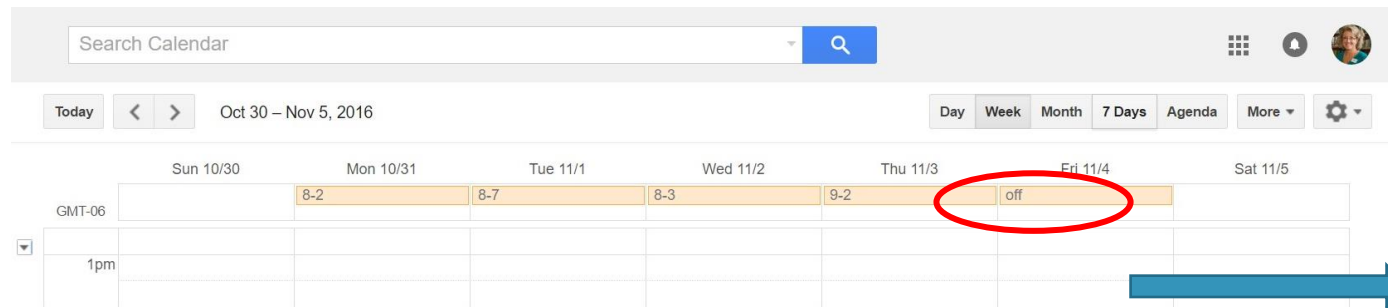 Search Calendar
Today Oct 30 – Nov 5, 2016 Day Week Month 7 Days Agenda More
Sun 10/30 Mon 10/31 Tue 11/1 Wed 11/2 Thu 11/3 Fri 11/4 Sat 11/5
GMT-06 8-2 8-7 8-3 9-2 off
1pm